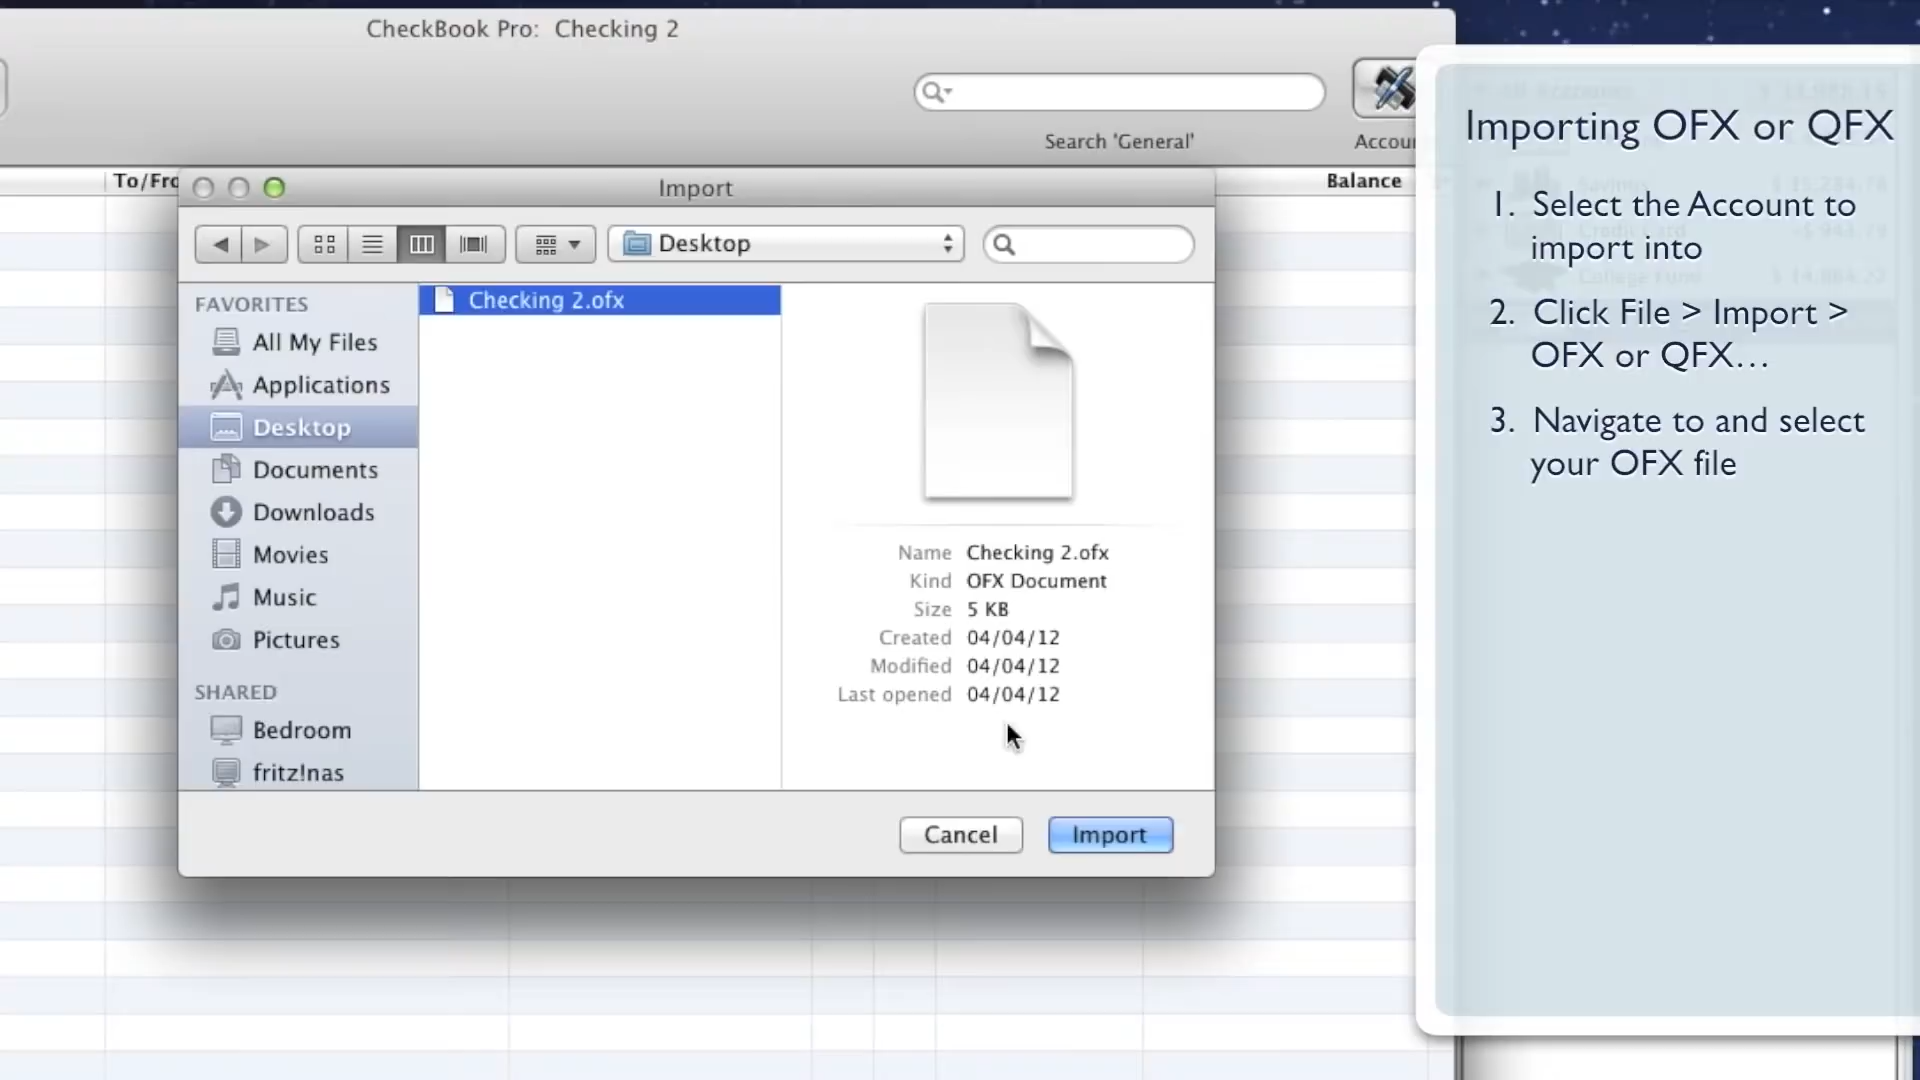 CheckBook Pro: Checking 2
Search 'General'
Accou
To/Fro
Balance
Import
Desktop
FAVORITES
All My Files
Applications
Desktop
Documents
Downloads
Movies
Music
Pictures
SHARED
Bedroom
fritz!nas
Checking 2.ofx
Name Checking 2.ofx
Kind OFX Document
Size 5 KB
Created 04/04/12
Modified 04/04/12
Last opened 04/04/12
Cancel
Import
Importing OFX or QFX
1. Select the Account to
import into
2. Click File > Import >
OFX or QFX...
3. Navigate to and select
your OFX file